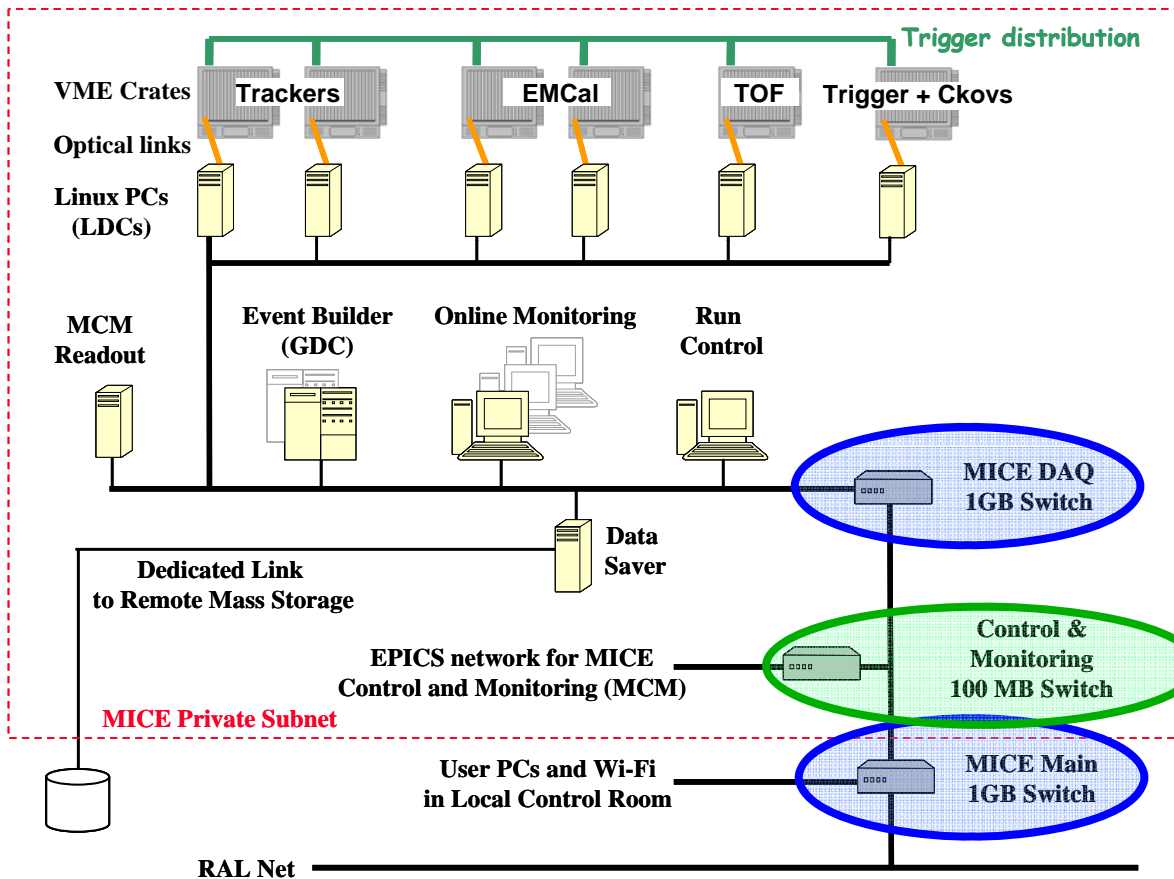 Trigger distribution
VME Crates
Trackers
EMCal
TOF
Trigger + Ckovs
Optical links
Linux PCs
(LDCs)
MCM
Readout
Event Builder
(GDC)
Online Monitoring
Run
Control
MICE DAQ
1GB Switch
Data
Saver
Dedicated Link
to Remote Mass Storage
Control &
Monitoring
100 MB Switch
EPICS network for MICE
Control and Monitoring (MCM)
MICE Private Subnet
User PCs and Wi-Fi
in Local Control Room
MICE Main
1GB Switch
RAL Net